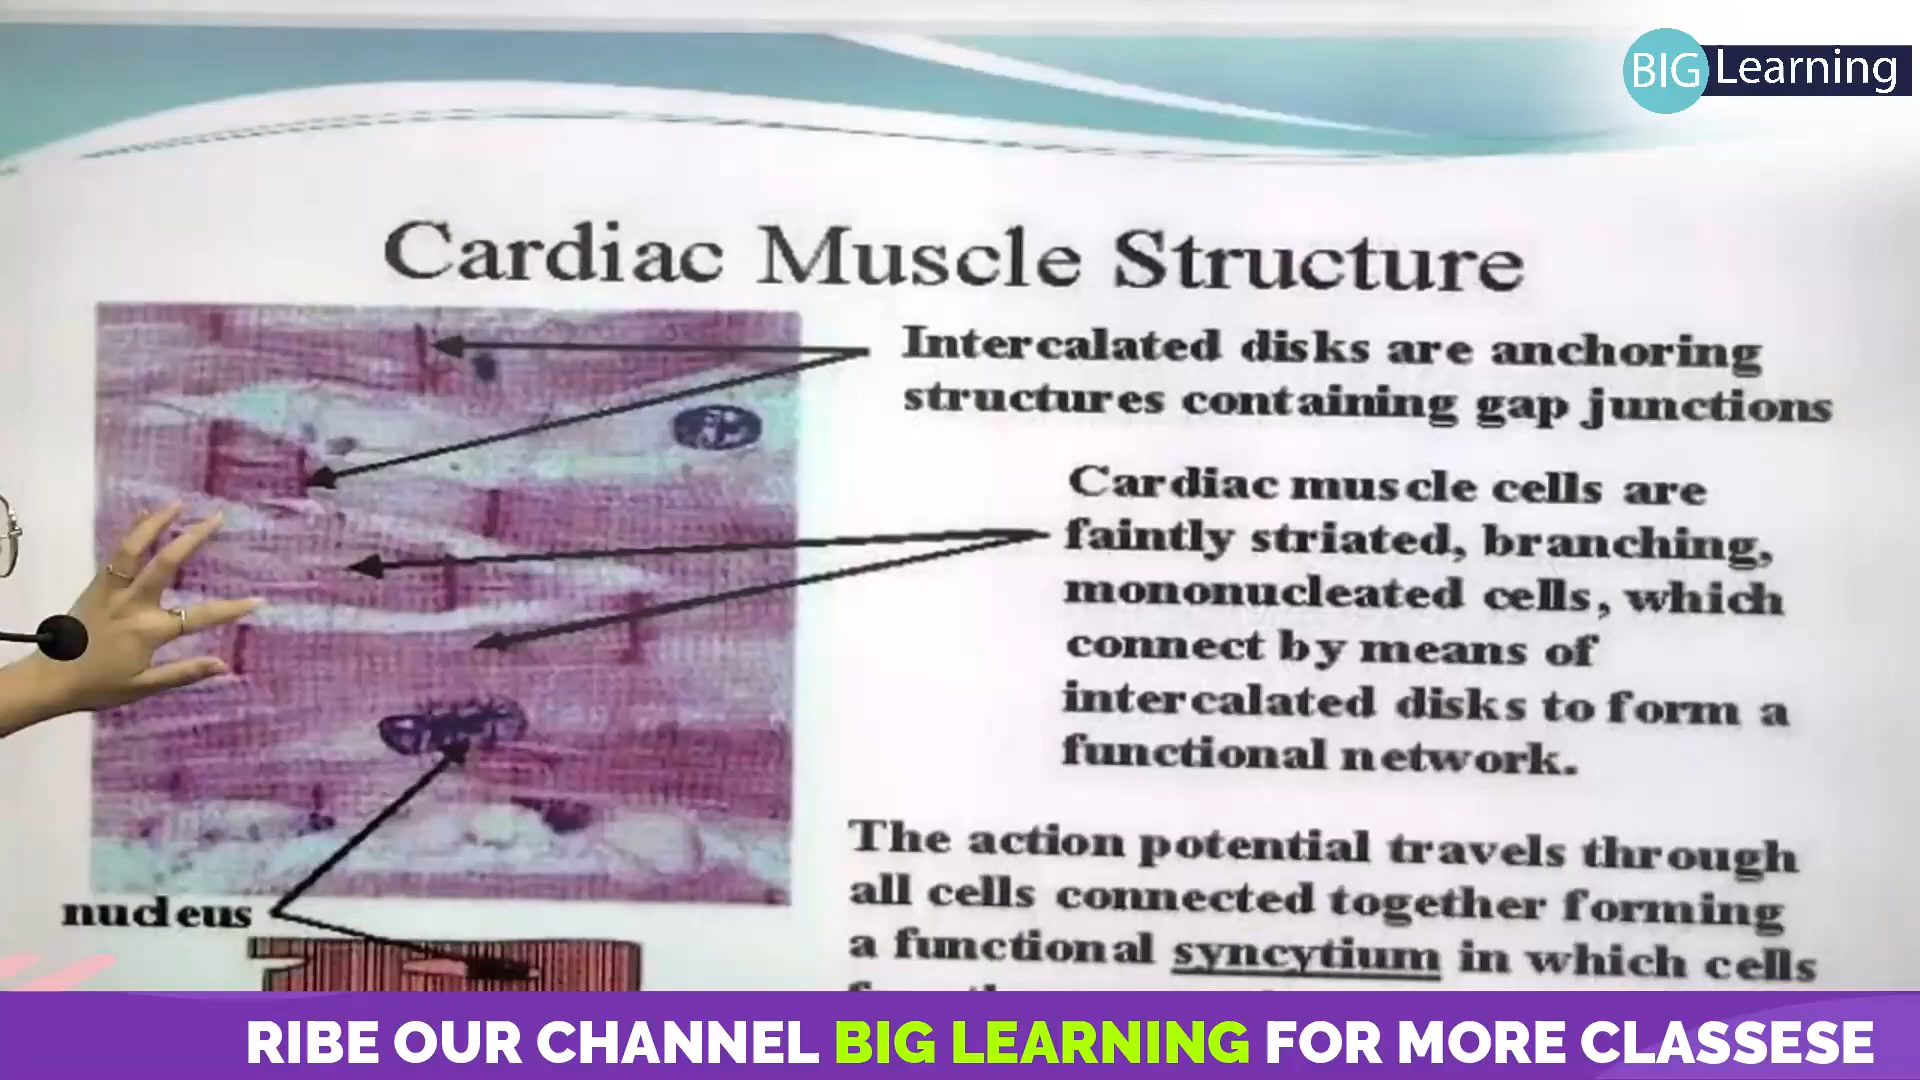 BIG Learning
Cardiac Muscle Structure
Intercalated disks are anchoring
structures containing gap junctions
Cardiac muscle cells are
faintly striated, branching,
mononucleated cells, which
connect by means of
intercalated disks to form a
functional network.
The action potential travels through
all cells connected together forming
a functional syncytium in which cells
nucleus
RIBE OUR CHANNEL BIG LEARNING FOR MORE CLASSESE